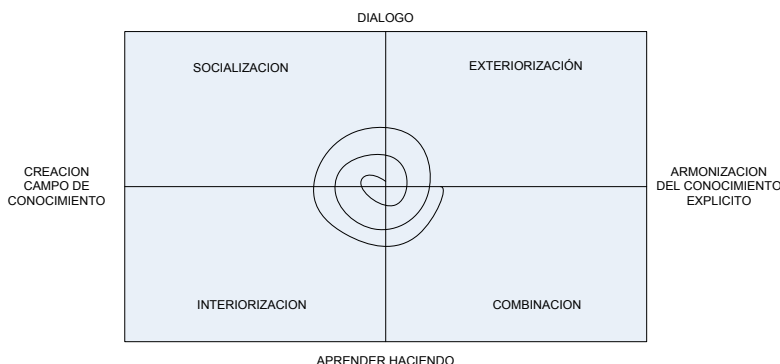 DIALOGO
SOCIALIZACION
EXTERIORIZACIÓN
CREACION
CAMPO DE
CONOCIMIENTO
ARMONIZACION
DEL CONOCIMIENTO
EXPLICITO
INTERIORIZACION
COMBINACION
APRENDER HACIENDO